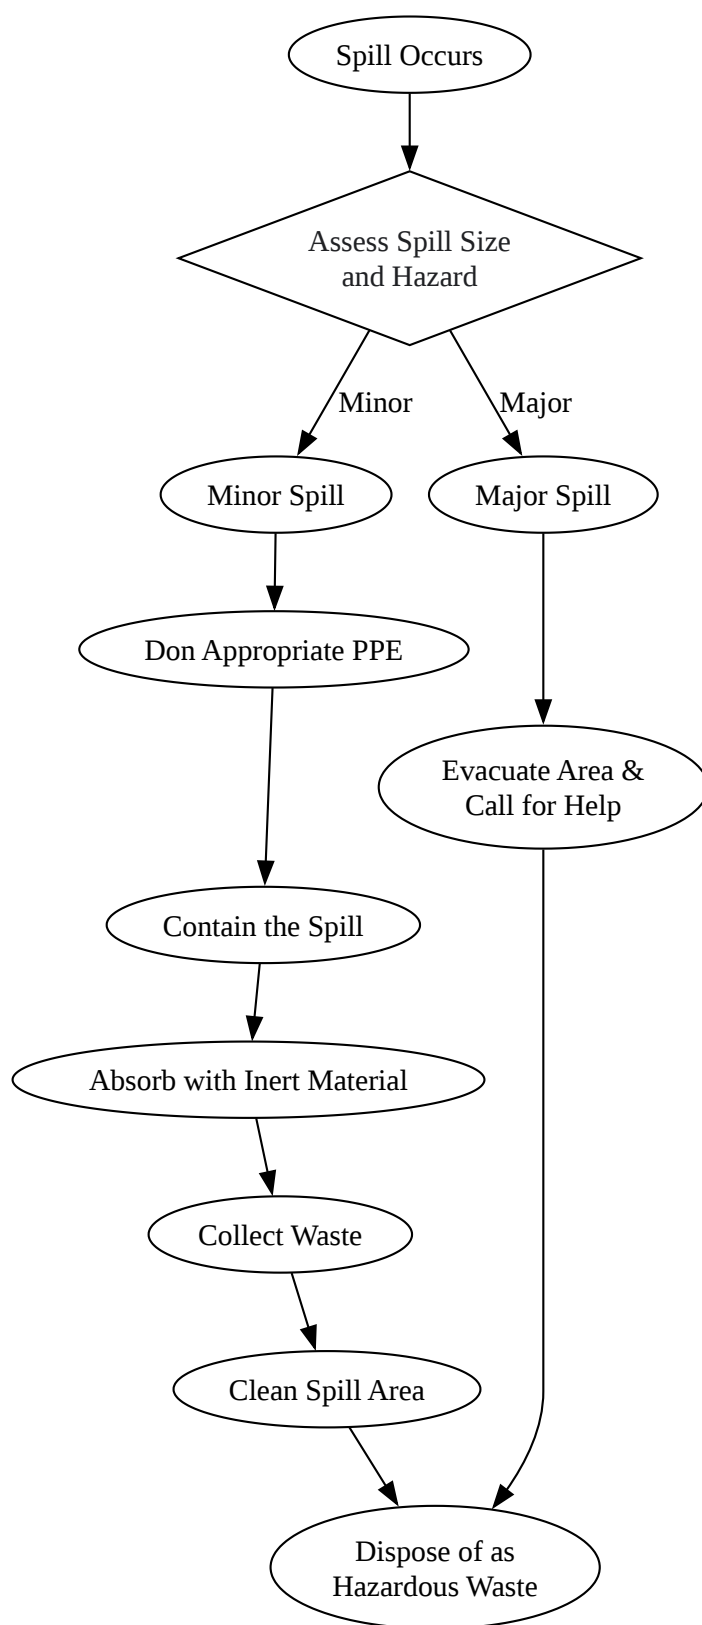 Spill Occurs
Assess Spill Size
and Hazard
Minor
Major
Minor Spill
Major Spill
Don Appropriate PPE
Evacuate Area &
Call for Help
Contain the Spill
Absorb with Inert Material
Collect Waste
Clean Spill Area
Dispose of as
Hazardous Waste